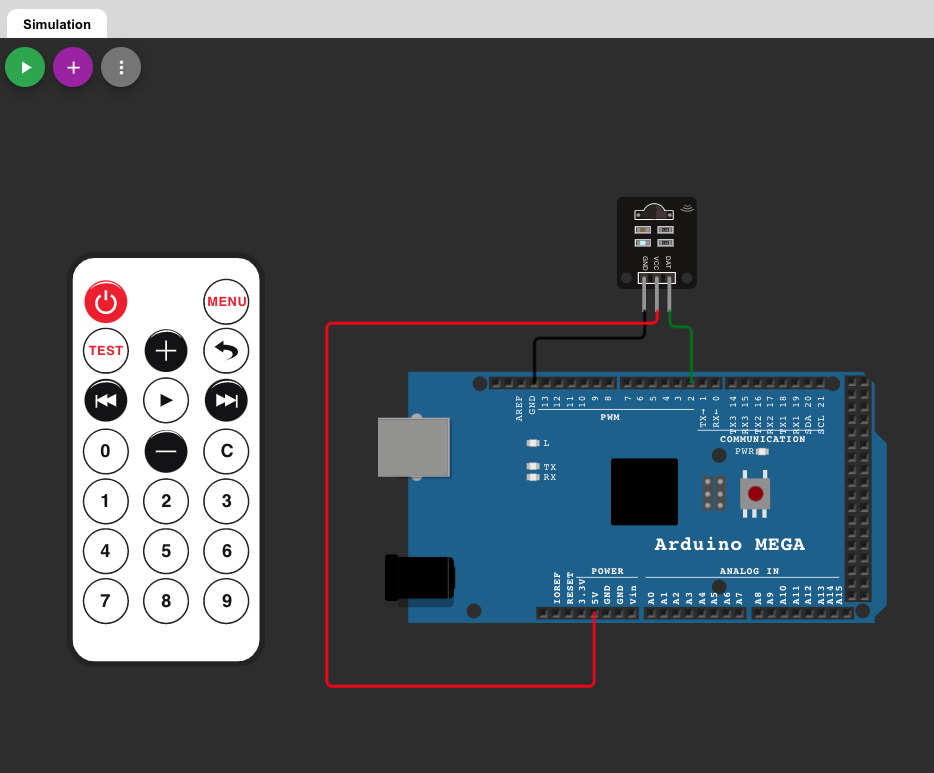 Simulation
GND
VCC
DAT
MENU
TEST
0
C
1 2 3
4 5 6
7 8 9
AREF
GND
13
12
11
10
9
8
7
6
5
4
3
2
TX→ 1
RX← 0
TX3 14
RX3 15
TX2 16
RX2 17
TX1 18
RX1 19
SDA 20
SCL 21
PWM
COMMUNICATION
L
TX
RX
PWR
Arduino MEGA
POWER
ANALOG IN
IOREF
RESET
3.3V
5V
GND
GND
Vin
A0
A1
A2
A3
A4
A5
A6
A7
A8
A9
A10
A11
A12
A13
A14
A15